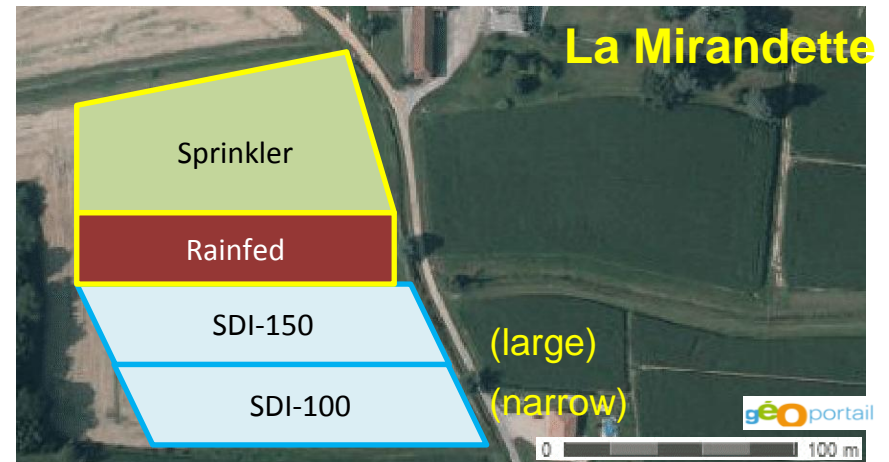 La Mirandette
Sprinkler
Rainfed
SDI-150
(large)
SDI-100
(narrow)
géoportail
0 100 m